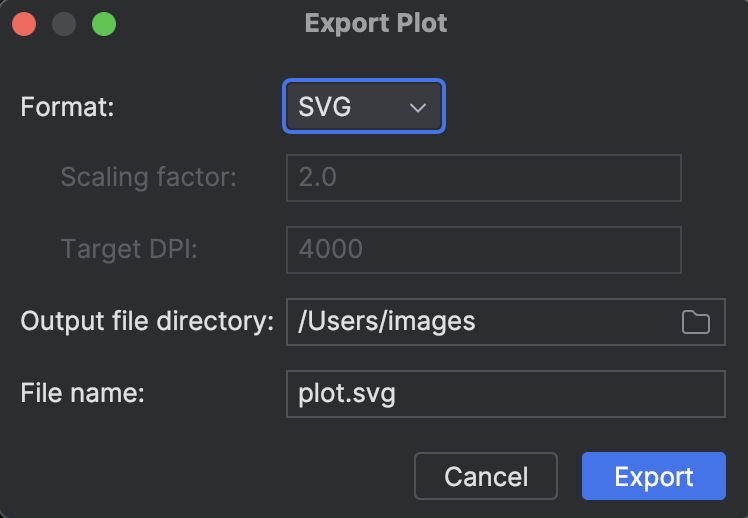 Export Plot
Format: SVG
Scaling factor: 2.0
Target DPI: 4000
Output file directory: /Users/images
File name: plot.svg
Cancel Export